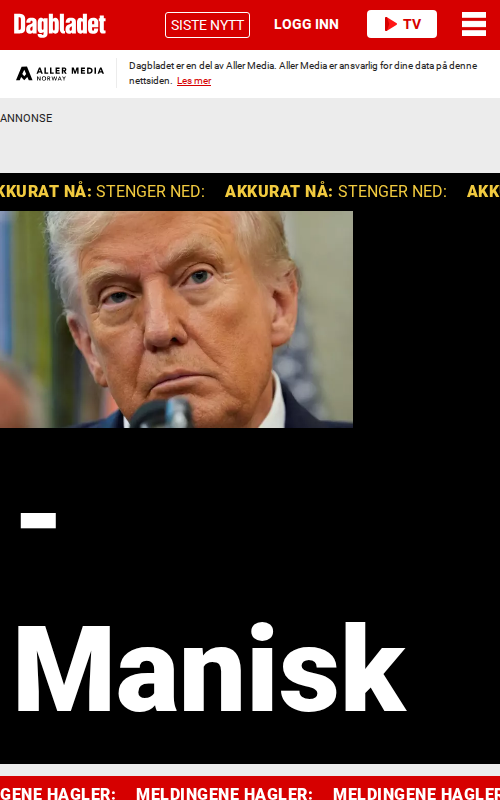 Dagbladet SISTE NYTT LOGG INN TV
ALLER MEDIA
NORWAY
Dagbladet er en del av Aller Media. Aller Media er ansvarlig for dine data på denne
nettsiden. Les mer
ANNONSE
KKURAT NÅ: STENGER NED: AKKURAT NÅ: STENGER NED: AKK
-
Manisk
GENE HAGLER: MELDINGENE HAGLER: MELDINGENE HAGLER